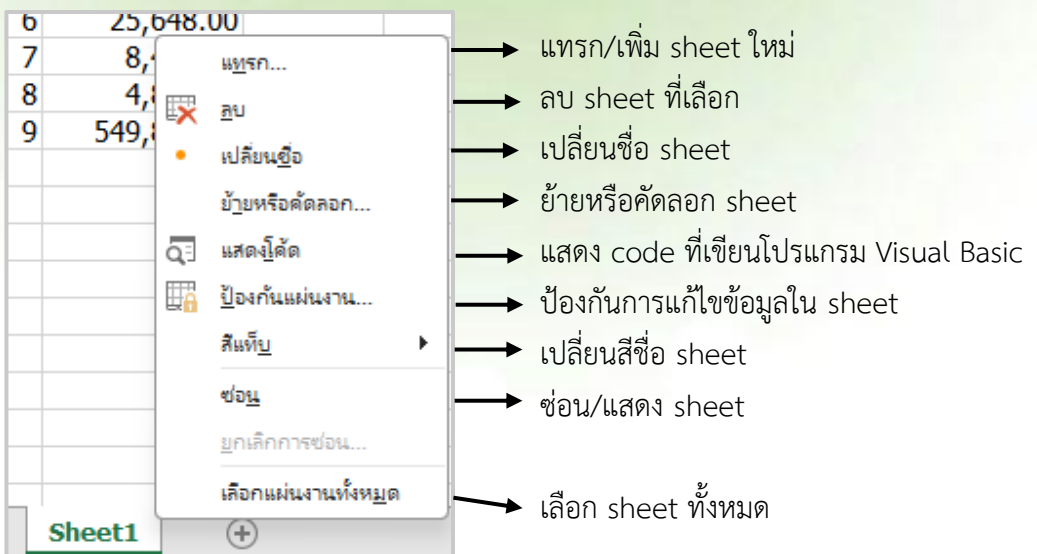 6 25,648.00
7 8,4
8 4,8
9 549,8
แทรก...
ลบ
เปลี่ยนชื่อ
ย้ายหรือคัดลอก...
แสดงโค้ด
ป้องกันแผ่นงาน...
สีแท็บ
ซ่อน
ยกเลิกการซ่อน...
เลือกแผ่นงานทั้งหมด
Sheet1
แทรก/เพิ่ม sheet ใหม่
ลบ sheet ที่เลือก
เปลี่ยนชื่อ sheet
ย้ายหรือคัดลอก sheet
แสดง code ที่เขียนโปรแกรม Visual Basic
ป้องกันการแก้ไขข้อมูลใน sheet
เปลี่ยนสีชื่อ sheet
ซ่อน/แสดง sheet
เลือก sheet ทั้งหมด